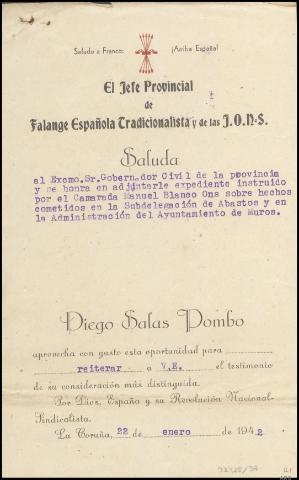 Saludo a Franco: ¡Arriba España!
El Jefe Provincial
de
Falange Española Tradicionalista y de las J.O.N-S.
Saluda
al Excmo.Sr.Gobern.dor Civil de la provincia
y se honra en adjuntarle expediente instruido
por el Camarada Manuel Blanco Ons sobre hechos
cometidos en la Subdelegación de Abastos y en
la Administración del Ayuntamiento de Muros.
Diego Salas Pombo
aprovecha con gusto esta oportunidad para
reiterar a V.E. el testimonio
de su consideración más distinguida.
Por Dios, España y su Revolución Nacional-
Sindicalista.
La Coruña, 22 de enero de 1942